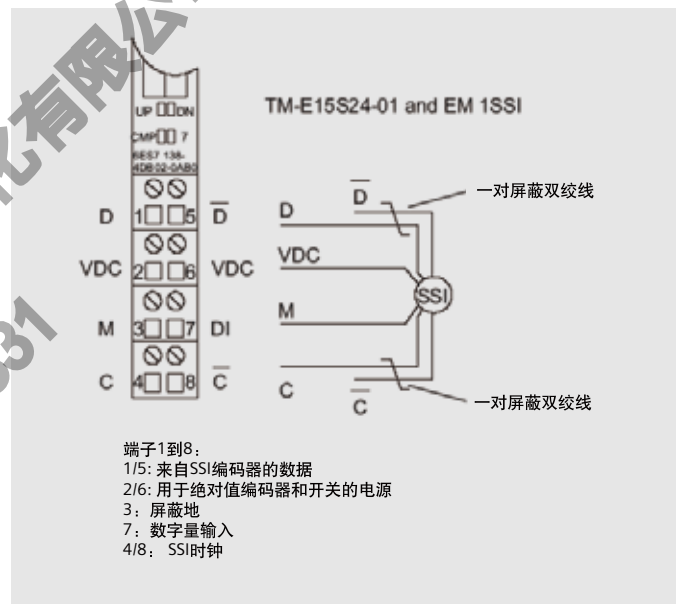 化有限公
TM-E15S24-01 and EM 1SSI
UP DN
CMP 7
6ES7 138-
4DB02-0AB0
D 1 5 D̅
VDC 2 6 VDC
M 3 7 DI
C 4 8 C̅
D̅ 一对屏蔽双绞线
D
VDC
SSI
M
C
C̅ 一对屏蔽双绞线
端子1到8:
1/5: 来自SSI编码器的数据
2/6: 用于绝对值编码器和开关的电源
3: 屏蔽地
7: 数字量输入
4/8: SSI时钟